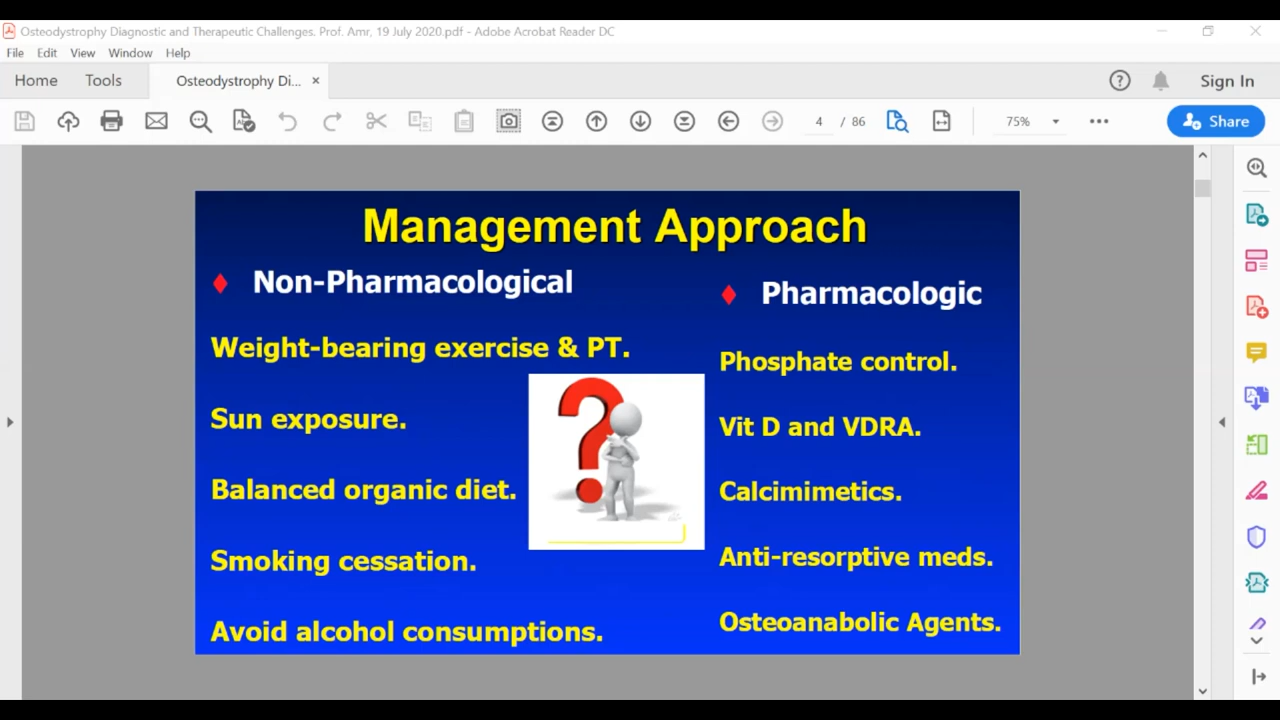 Osteodystrophy Diagnostic and Therapeutic Challenges. Prof. Amr, 19 July 2020.pdf - Adobe Acrobat Reader DC
File Edit View Window Help
Home Tools Osteodystrophy Di... × Sign In
4 / 86 75% Share
Management Approach
Non-Pharmacological
Weight-bearing exercise & PT.
Sun exposure.
Balanced organic diet.
Smoking cessation.
Avoid alcohol consumptions.
Pharmacologic
Phosphate control.
Vit D and VDRA.
Calcimimetics.
Anti-resorptive meds.
Osteoanabolic Agents.